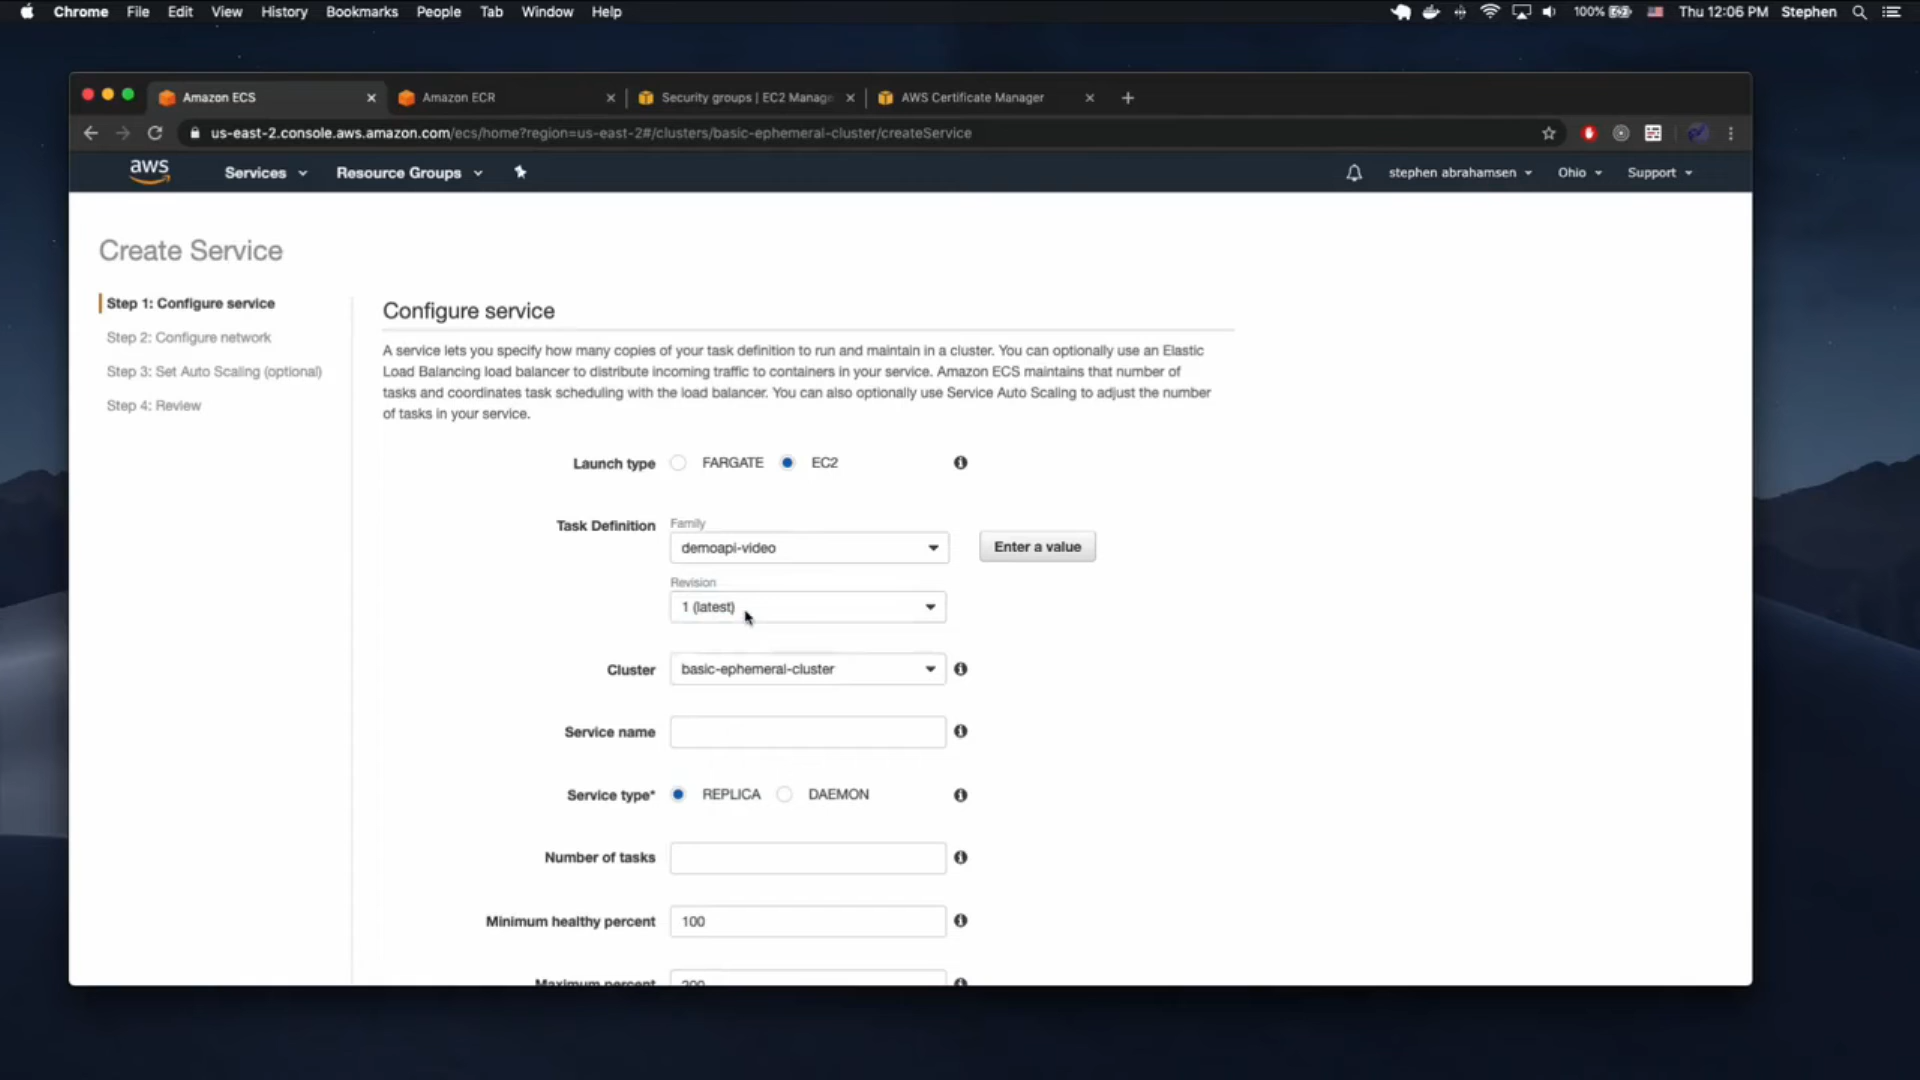 Chrome File Edit View History Bookmarks People Tab Window Help 100% Thu 12:06 PM Stephen
Amazon ECS Amazon ECR Security groups | EC2 Manag AWS Certificate Manager
us-east-2.console.aws.amazon.com/ecs/home?region=us-east-2#/clusters/basic-ephemeral-cluster/createService
aws Services Resource Groups stephen abrahamsen Ohio Support
Create Service
Step 1: Configure service
Step 2: Configure network
Step 3: Set Auto Scaling (optional)
Step 4: Review
Configure service
A service lets you specify how many copies of your task definition to run and maintain in a cluster. You can optionally use an Elastic
Load Balancing load balancer to distribute incoming traffic to containers in your service. Amazon ECS maintains that number of
tasks and coordinates task scheduling with the load balancer. You can also optionally use Service Auto Scaling to adjust the number
of tasks in your service.
Launch type FARGATE EC2
Task Definition Family
demoapi-video Enter a value
Revision
1 (latest)
Cluster basic-ephemeral-cluster
Service name
Service type* REPLICA DAEMON
Number of tasks
Minimum healthy percent 100
Maximum percent 200